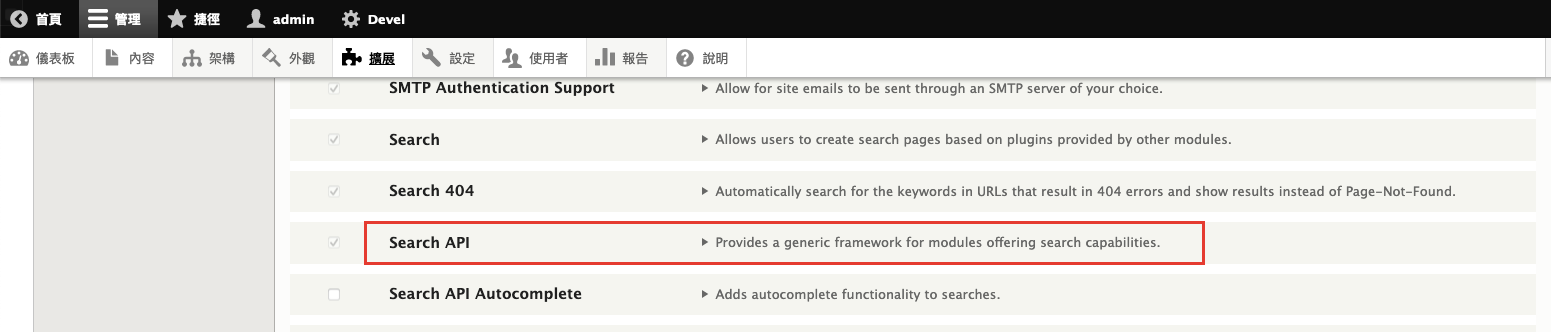 首頁 管理 捷徑 admin Devel
儀表板 內容 架構 外觀 擴展 設定 使用者 報告 說明
SMTP Authentication Support Allow for site emails to be sent through an SMTP server of your choice.
Search Allows users to create search pages based on plugins provided by other modules.
Search 404 Automatically search for the keywords in URLs that result in 404 errors and show results instead of Page-Not-Found.
Search API Provides a generic framework for modules offering search capabilities.
Search API Autocomplete Adds autocomplete functionality to searches.